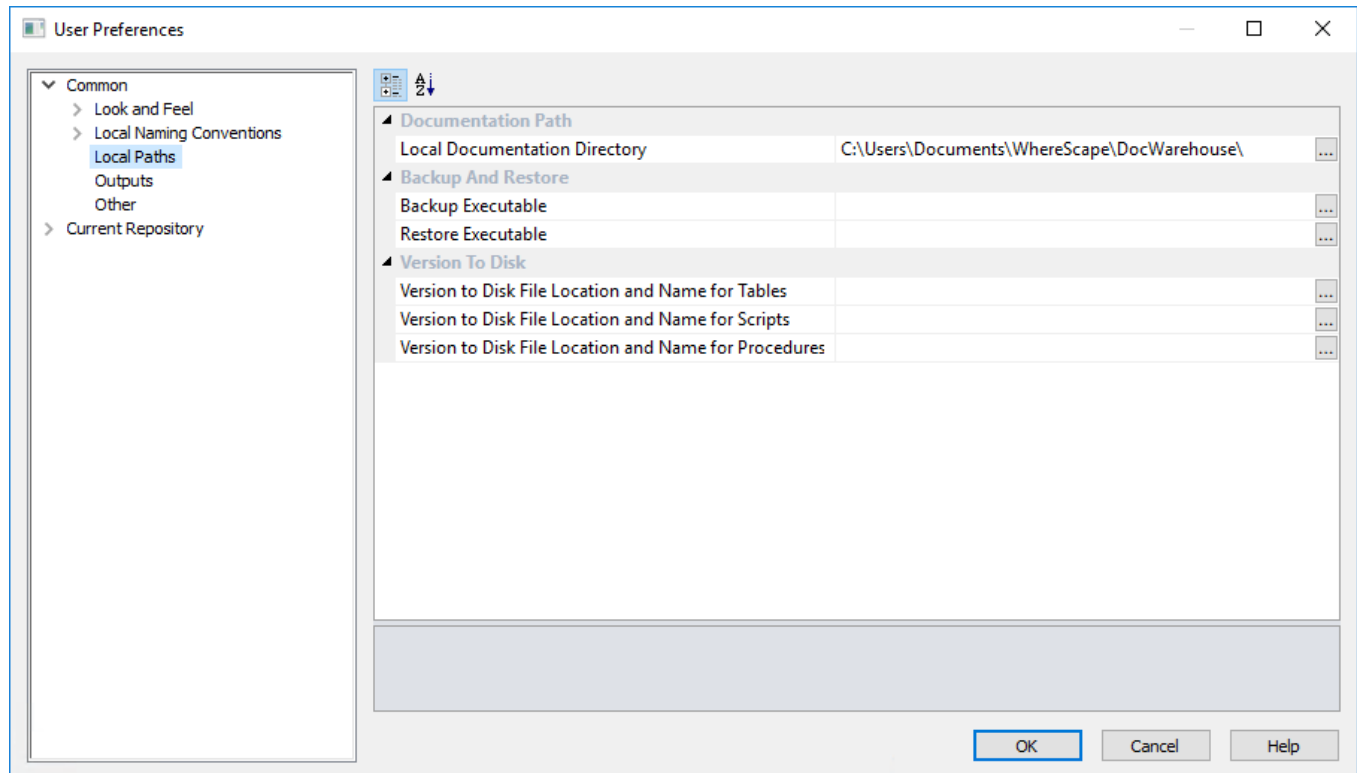 User Preferences
Common
Look and Feel
Local Naming Conventions
Local Paths
Outputs
Other
Current Repository
Documentation Path
Local Documentation Directory C:\Users\Documents\WhereScape\DocWarehouse\ ...
Backup And Restore
Backup Executable ...
Restore Executable ...
Version To Disk
Version to Disk File Location and Name for Tables ...
Version to Disk File Location and Name for Scripts ...
Version to Disk File Location and Name for Procedures ...
OK Cancel Help